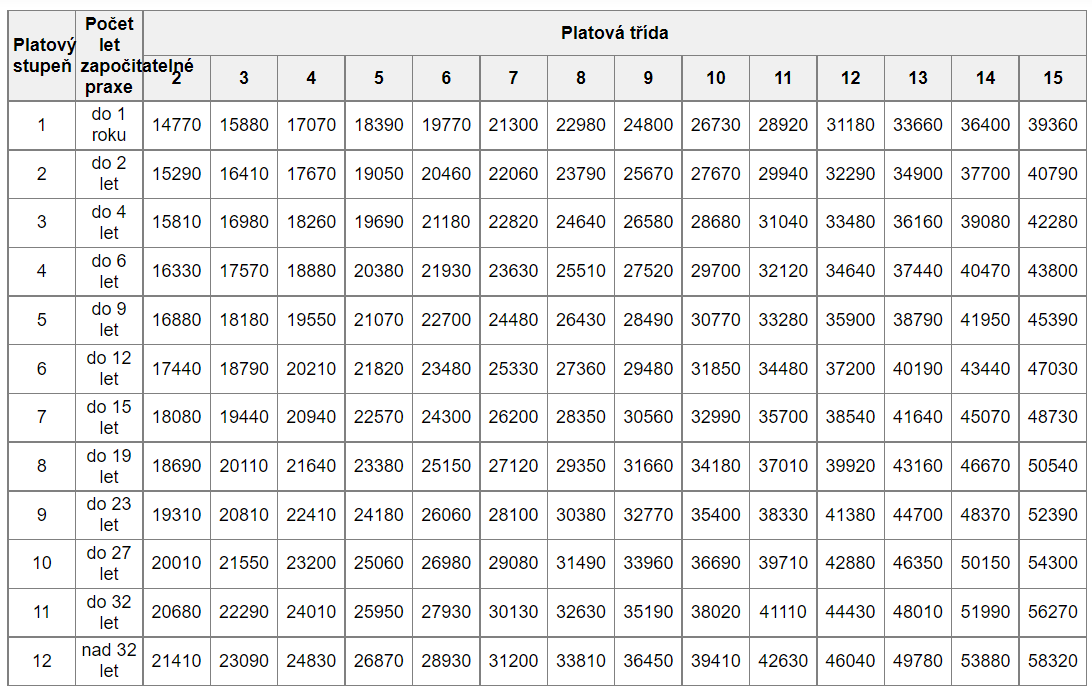 Platový stupeň Počet let započitatelné praxe Platová třída
2 3 4 5 6 7 8 9 10 11 12 13 14 15
1 do 1 roku 14770 15880 17070 18390 19770 21300 22980 24800 26730 28920 31180 33660 36400 39360
2 do 2 let 15290 16410 17670 19050 20460 22060 23790 25670 27670 29940 32290 34900 37700 40790
3 do 4 let 15810 16980 18260 19690 21180 22820 24640 26580 28680 31040 33480 36160 39080 42280
4 do 6 let 16330 17570 18880 20380 21930 23630 25510 27520 29700 32120 34640 37440 40470 43800
5 do 9 let 16880 18180 19550 21070 22700 24480 26430 28490 30770 33280 35900 38790 41950 45390
6 do 12 let 17440 18790 20210 21820 23480 25330 27360 29480 31850 34480 37200 40190 43440 47030
7 do 15 let 18080 19440 20940 22570 24300 26200 28350 30560 32990 35700 38540 41640 45070 48730
8 do 19 let 18690 20110 21640 23380 25150 27120 29350 31660 34180 37010 39920 43160 46670 50540
9 do 23 let 19310 20810 22410 24180 26060 28100 30380 32770 35400 38330 41380 44700 48370 52390
10 do 27 let 20010 21550 23200 25060 26980 29080 31490 33960 36690 39710 42880 46350 50150 54300
11 do 32 let 20680 22290 24010 25950 27930 30130 32630 35190 38020 41110 44430 48010 51990 56270
12 nad 32 let 21410 23090 24830 26870 28930 31200 33810 36450 39410 42630 46040 49780 53880 58320